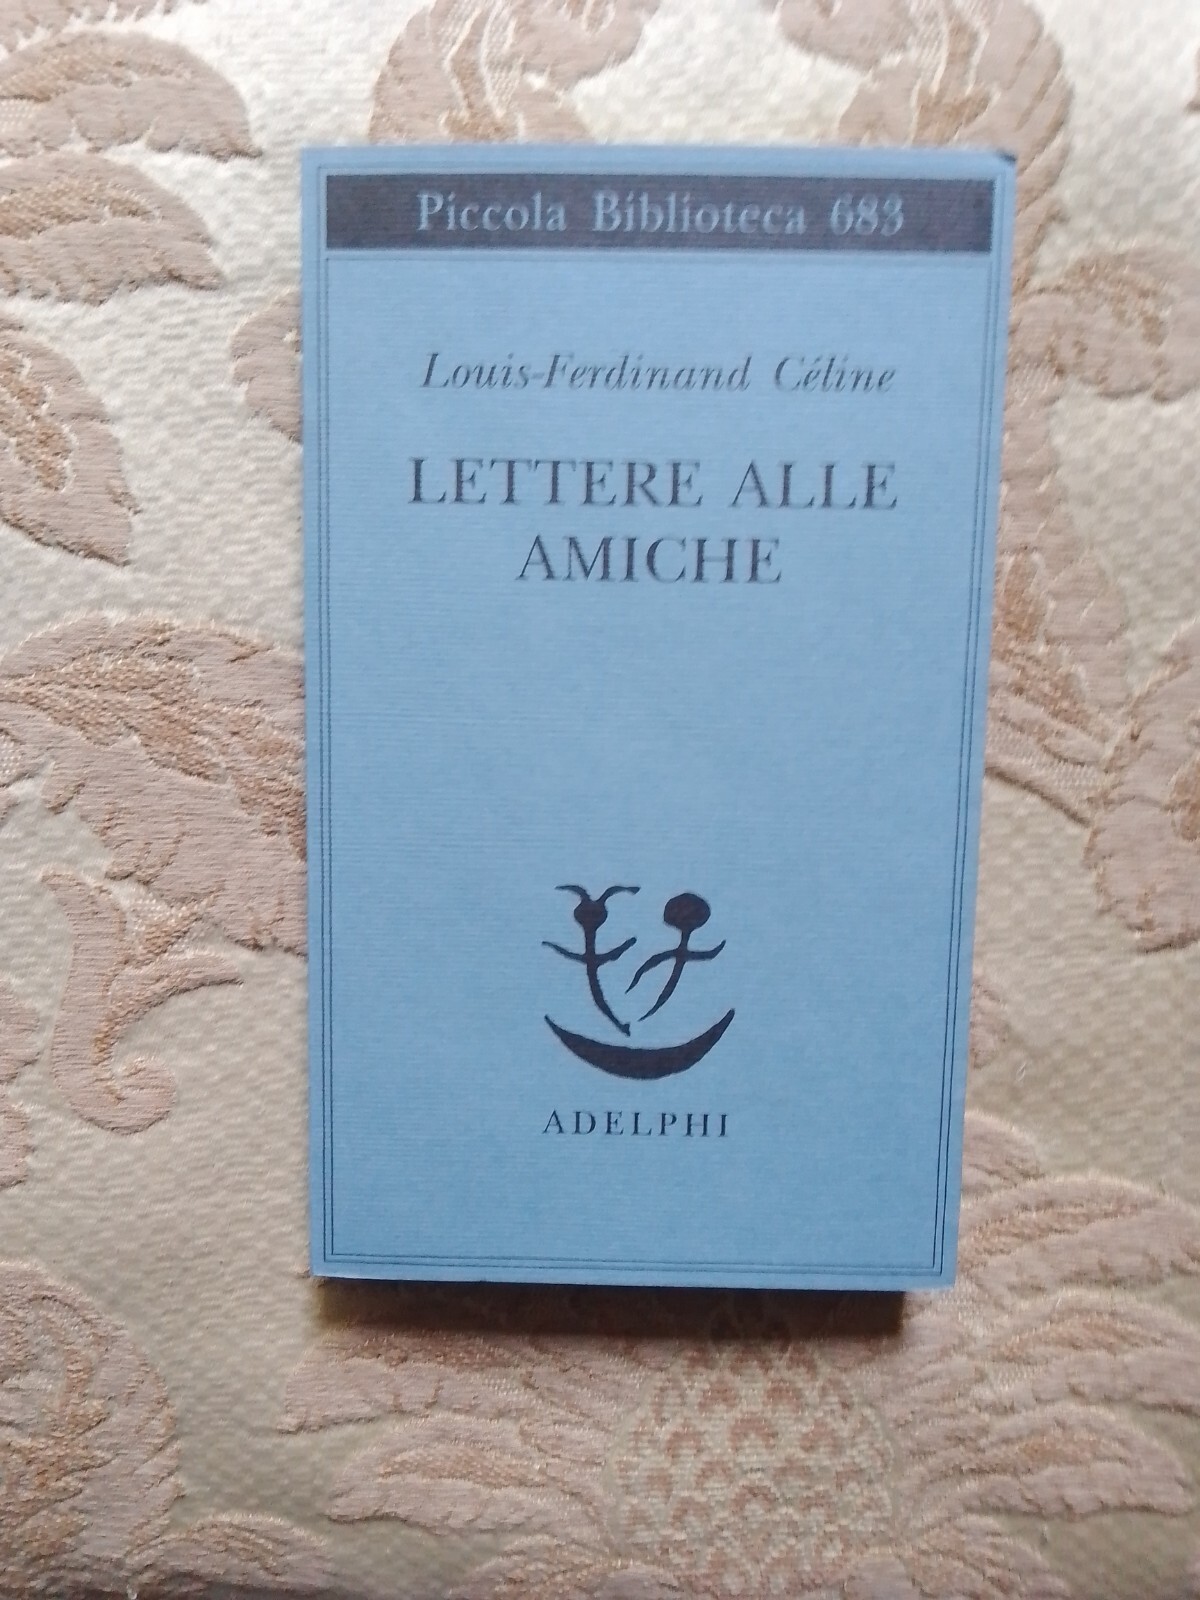 Piccola Biblioteca 683
Louis-Ferdinand Céline
LETTERE ALLE
AMICHE
ADELPHI